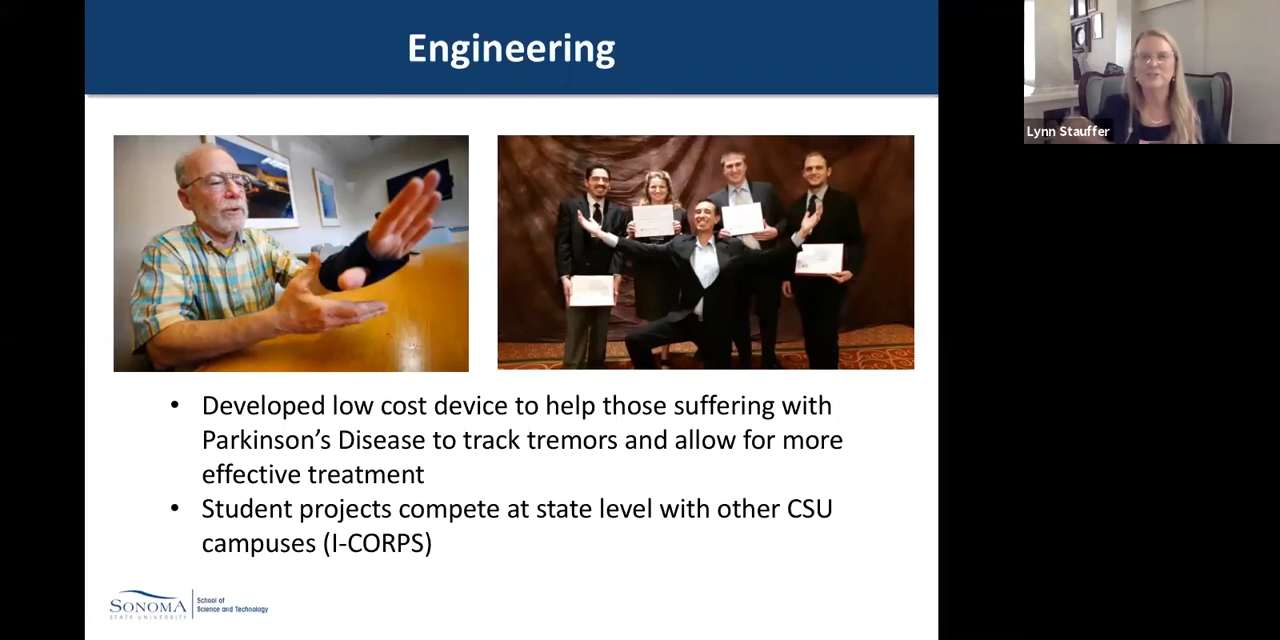 Engineering
Lynn Stauffer
• Developed low cost device to help those suffering with
Parkinson's Disease to track tremors and allow for more
effective treatment
• Student projects compete at state level with other CSU
campuses (I-CORPS)
SONOMA
STATE UNIVERSITY
School of
Science and Technology